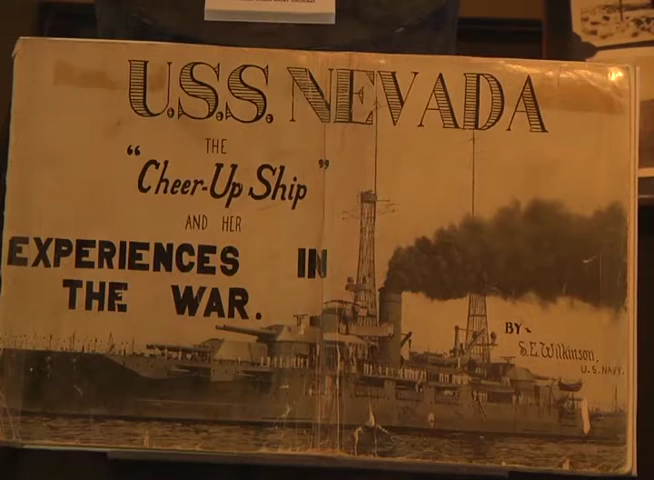 U.S.S. NEVADA
THE
"Cheer-Up Ship"
AND HER
EXPERIENCES IN
THE WAR.
BY-
S.E. Wilkinson,
U.S. NAVY.